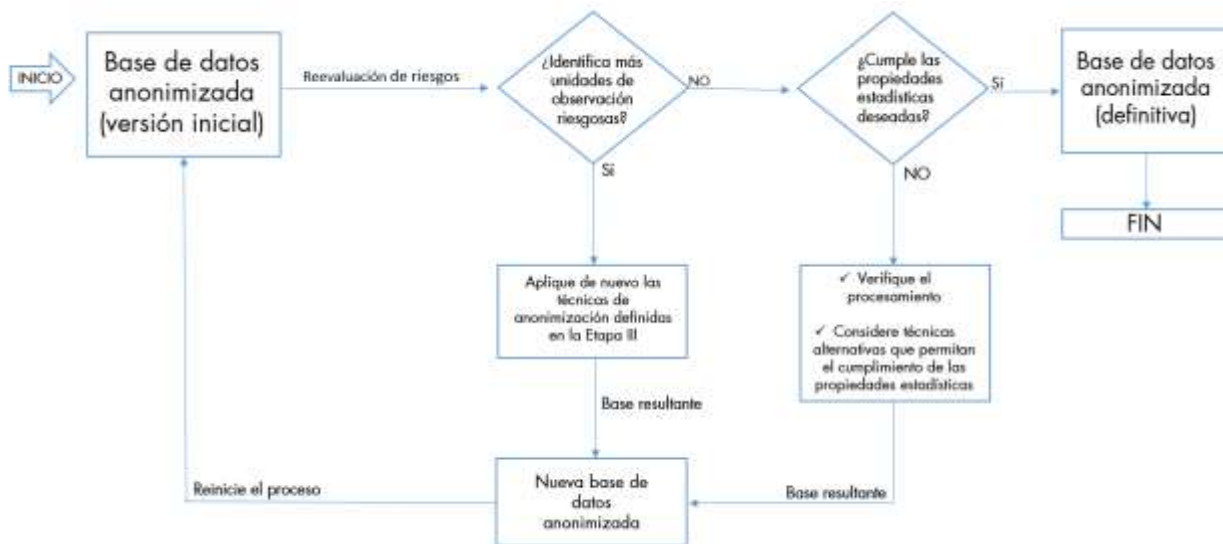 INICIO
Base de datos
anonimizada
(versión inicial)
Reevaluación de riesgos
¿Identifica más
unidades de
observación
riesgosas?
NO
¿Cumple las
propiedades
estadísticas
deseadas?
Sí
Base de datos
anonimizada
(definitiva)
Sí
NO
FIN
Aplique de nuevo las
técnicas de
anonimización definidas
en la Etapa III
✓ Verifique el
procesamiento
✓ Considere técnicas
alternativas que permitan
el cumplimiento de las
propiedades estadísticas
Base resultante
Reinicie el proceso
Nueva base de
datos
anonimizada
Base resultante